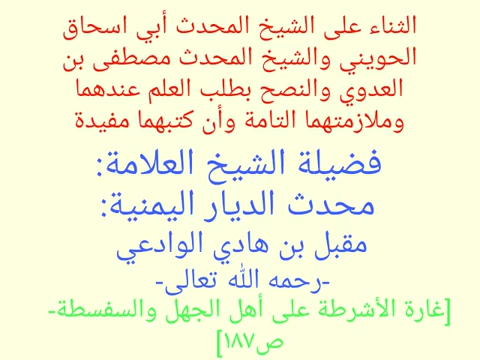 الثناء على الشيخ المحدث أبي اسحاق
الحويني والشيخ المحدث مصطفى بن
العدوي والنصح بطلب العلم عندهما
وملازمتهما التامة وأن كتبهما مفيدة
فضيلة الشيخ العلامة:
محدث الديار اليمنية:
مقبل بن هادي الوادعي
-رحمه الله تعالى-
[غارة الأشرطة على أهل الجهل والسفسطة-
ص١٨٧]